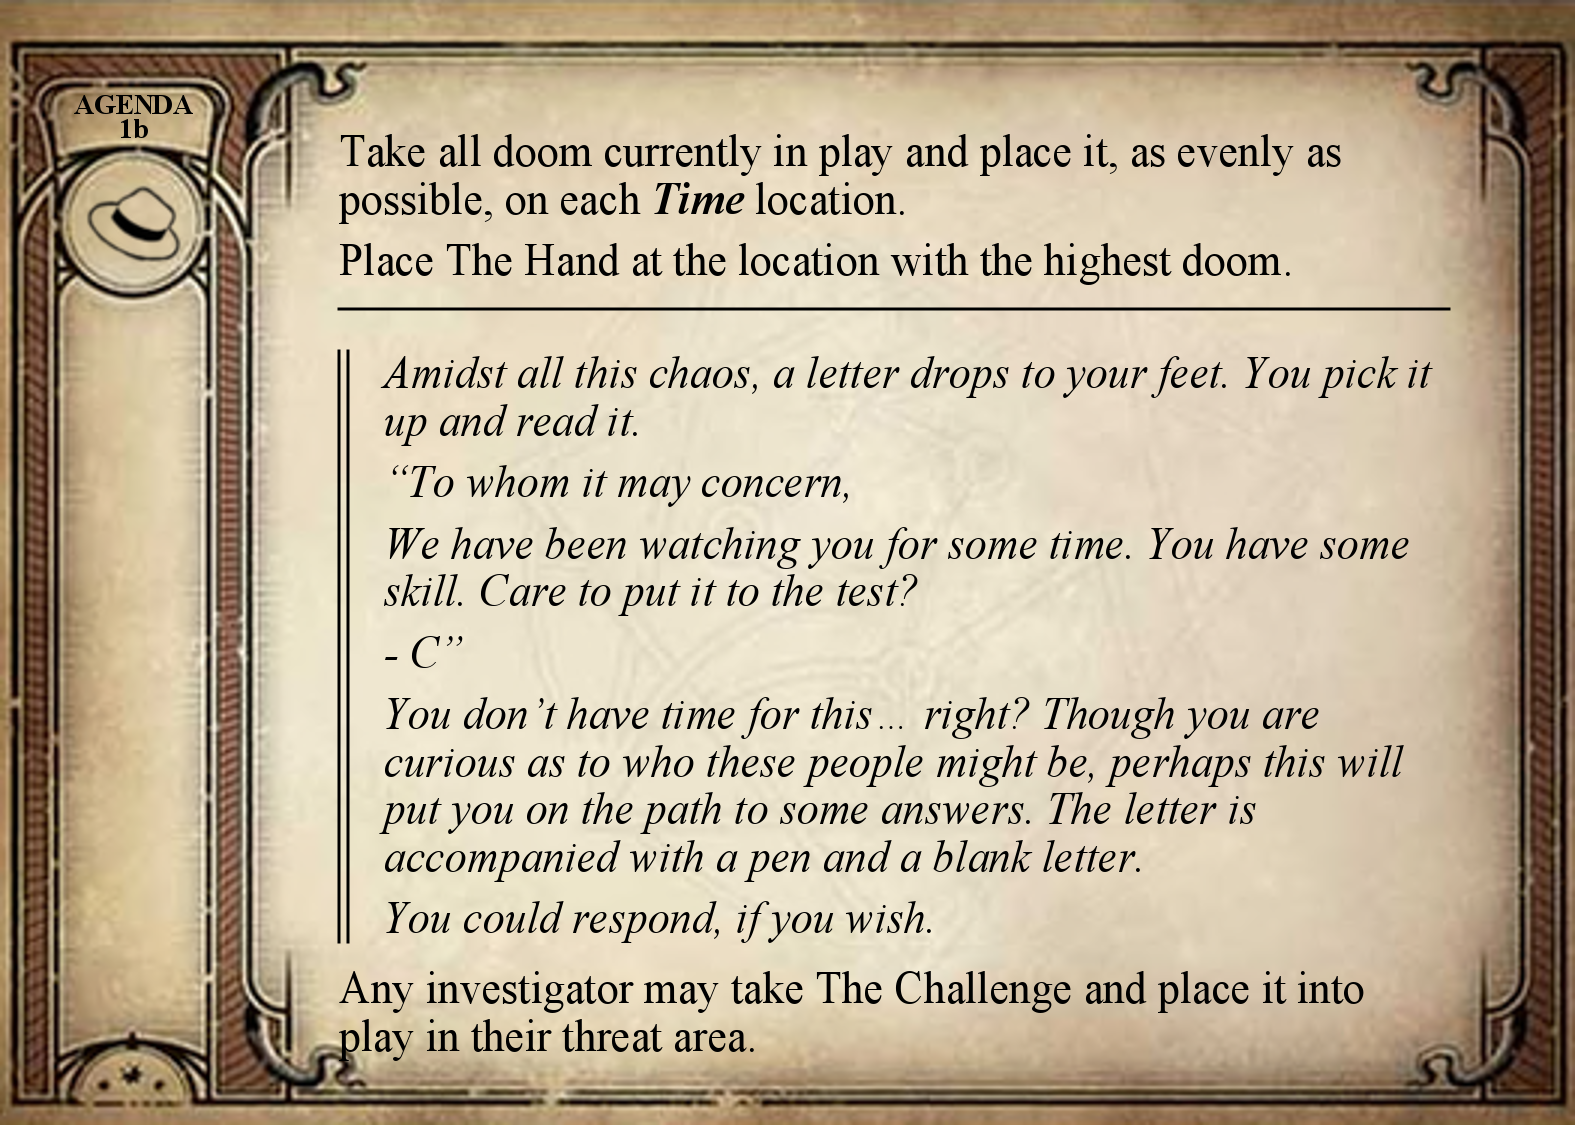 AGENDA
1b
Take all doom currently in play and place it, as evenly as
possible, on each Time location.
Place The Hand at the location with the highest doom.
Amidst all this chaos, a letter drops to your feet. You pick it
up and read it.
“To whom it may concern,
We have been watching you for some time. You have some
skill. Care to put it to the test?
- C”
You don’t have time for this… right? Though you are
curious as to who these people might be, perhaps this will
put you on the path to some answers. The letter is
accompanied with a pen and a blank letter.
You could respond, if you wish.
Any investigator may take The Challenge and place it into
play in their threat area.